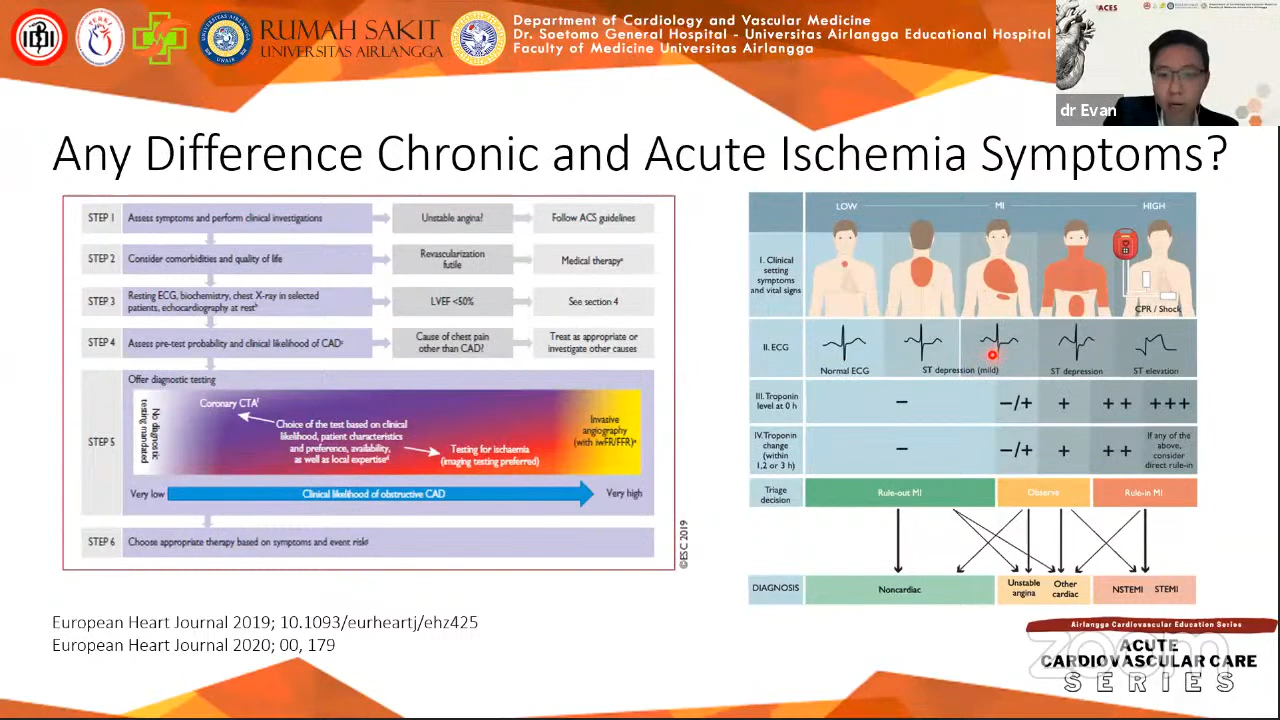 RUMAH SAKIT
UNIVERSITAS AIRLANGGA
Department of Cardiology and Vascular Medicine
Dr. Soetomo General Hospital - Universitas Airlangga Educational Hospital
Faculty of Medicine Universitas Airlangga
dr Evan
Any Difference Chronic and Acute Ischemia Symptoms?
STEP 1
Assess symptoms and perform clinical investigations
Unstable angina?
Follow ACS guidelines
STEP 2
Consider comorbidities and quality of life
Revascularization
futile
Medical therapyᵃ
STEP 3
Resting ECG, biochemistry, chest X-ray in selected
patients, echocardiography at restᵇ
LVEF <50%
See section 4
STEP 4
Assess pre-test probability and clinical likelihood of CADᶜ
Cause of chest pain
other than CAD?
Treat as appropriate or
investigate other causes
STEP 5
Offer diagnostic testing
No diagnostic
testing mandated
Coronary CTAᶠ
Choice of the test based on clinical
likelihood, patient characteristics
and preference, availability,
as well as local expertiseᵈ
Testing for ischaemia
(imaging testing preferred)
Invasive
angiography
(with iwFR/FFR)ᵉ
Very low
Clinical likelihood of obstructive CAD
Very high
STEP 6
Choose appropriate therapy based on symptoms and event riskᵍ
©ESC 2019
LOW
MI
HIGH
I. Clinical
setting
symptoms
and vital signs
CPR / Shock
II. ECG
Normal ECG
ST depression (mild)
ST depression
ST elevation
III. Troponin
level at 0 h
−
−/+
+
++
+++
IV. Troponin
change
(within
1,2 or 3 h)
−
−/+
+
++
If any of the
above,
consider
direct rule-in
Triage
decision
Rule-out MI
Observe
Rule-in MI
DIAGNOSIS
Noncardiac
Unstable
angina
Other
cardiac
NSTEMI
STEMI
European Heart Journal 2019; 10.1093/eurheartj/ehz425
European Heart Journal 2020; 00, 179
Airlangga Cardiovascular Education Series
zoom
ACUTE
CARDIOVASCULAR CARE
SERIES